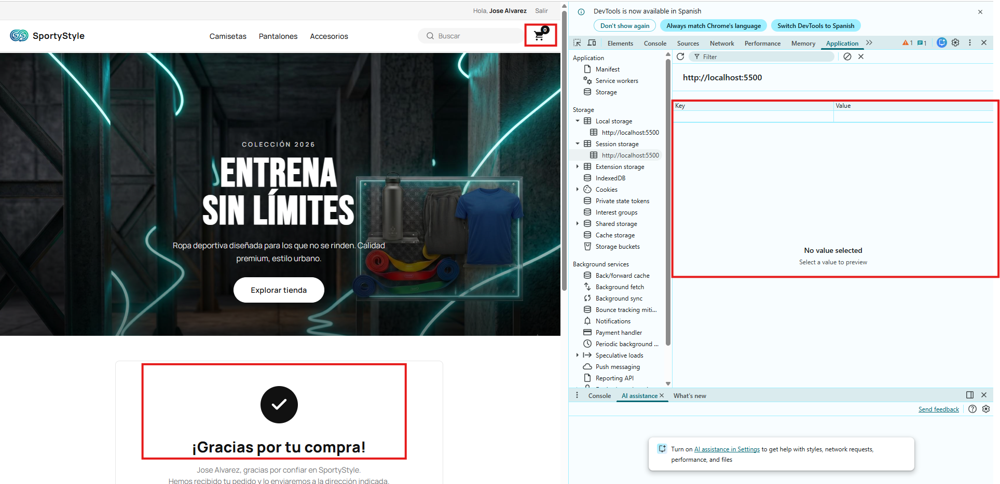 Hola, Jose Alvarez Salir
SportyStyle
Camisetas Pantalones Accesorios
Buscar
0
COLECCIÓN 2026
ENTRENA
SIN LÍMITES
Ropa deportiva diseñada para los que no se rinden. Calidad
premium, estilo urbano.
Explorar tienda
¡Gracias por tu compra!
Jose Alvarez, gracias por confiar en SportyStyle.
Hemos recibido tu pedido y lo enviaremos a la dirección indicada.
DevTools is now available in Spanish
Don't show again Always match Chrome's language Switch DevTools to Spanish
Elements Console Sources Network Performance Memory Application 1 1
Application
Manifest
Service workers
Storage
Storage
Local storage
http://localhost:5500
Session storage
http://localhost:5500
Extension storage
IndexedDB
Cookies
Private state tokens
Interest groups
Shared storage
Cache storage
Storage buckets
Background services
Back/forward cache
Background fetch
Background sync
Bounce tracking miti...
Notifications
Payment handler
Periodic background ...
Speculative loads
Push messaging
Reporting API
Filter
http://localhost:5500
Key Value
No value selected
Select a value to preview
Console AI assistance What's new
Send feedback
Turn on AI assistance in Settings to get help with styles, network requests,
performance, and files